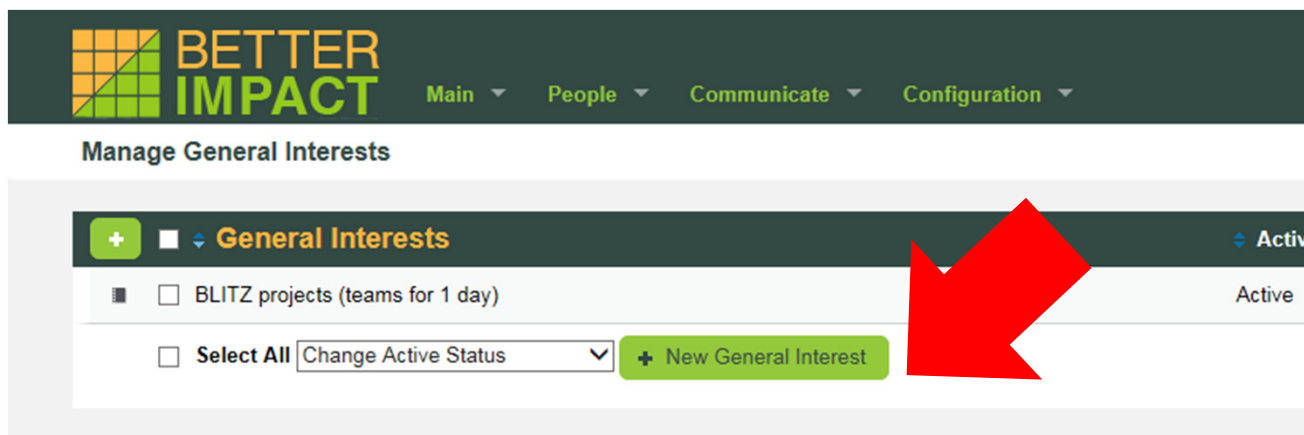 BETTER
IMPACT
Main People Communicate Configuration
Manage General Interests
+ General Interests Activ
BLITZ projects (teams for 1 day) Active
Select All Change Active Status + New General Interest